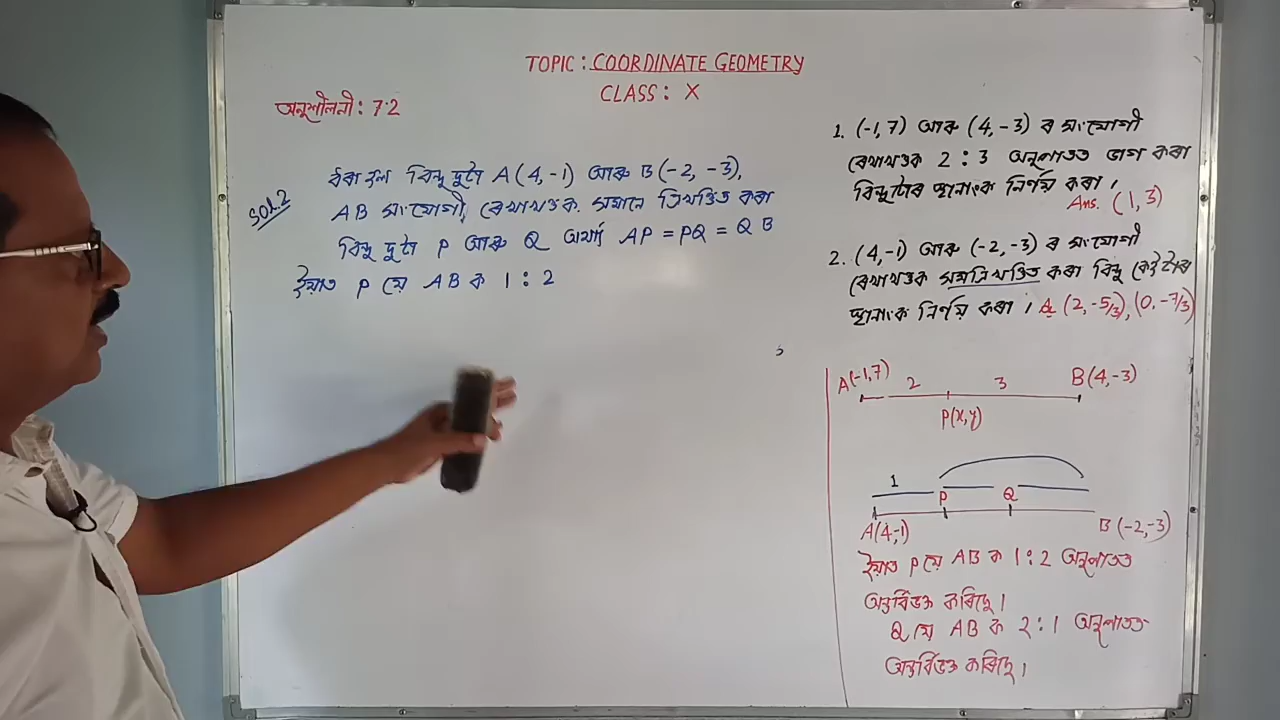 TOPIC: COORDINATE GEOMETRY
CLASS: X
অনুশীলনী: 7.2
SOL.2
ধৰা হ'ল বিন্দু দুটা A(4,-1) আৰু B(-2, -3),
AB সংযোগী ৰেখাখণ্ডক সমানে ত্ৰিখণ্ডিত কৰা
বিন্দু দুটা P আৰু Q অৰ্থাৎ AP = PQ = QB
ইয়াত P য়ে AB ক 1 : 2
1. (-1,7) আৰু (4,-3) ৰ সংযোগী
ৰেখাখণ্ডক 2 : 3 অনুপাতত ভাগ কৰা
বিন্দুটোৰ স্থানাংক নিৰ্ণয় কৰা।
Ans. (1, 3)
2. (4,-1) আৰু (-2, -3) ৰ সংযোগী
ৰেখাখণ্ডক সমত্ৰিখণ্ডিত কৰা বিন্দু কেইটাৰ
স্থানাংক নিৰ্ণয় কৰা। A (2, -5/3), (0, -7/3)
A(-1,7) 2 3 B(4,-3)
P(x,y)
1
P Q
A(4,-1) B(-2,-3)
ইয়াত P য়ে AB ক 1:2 অনুপাতত
অন্তৰ্বিভক্ত কৰিছে।
Q য়ে AB ক 2:1 অনুপাতত
অন্তৰ্বিভক্ত কৰিছে।